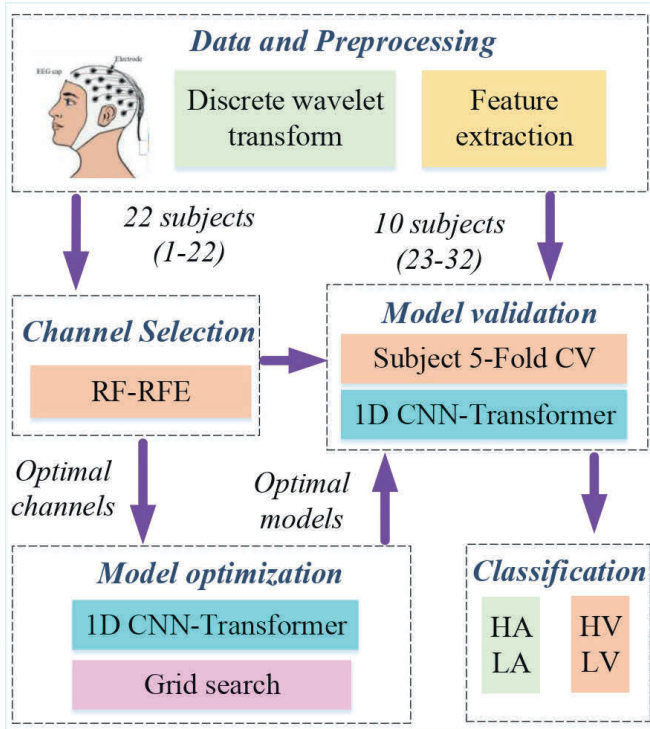 Data and Preprocessing
Electrode
EEG cap
Discrete wavelet
transform
Feature
extraction
22 subjects
(1-22)
10 subjects
(23-32)
Channel Selection
RF-RFE
Model validation
Subject 5-Fold CV
1D CNN-Transformer
Optimal
channels
Optimal
models
Model optimization
1D CNN-Transformer
Grid search
Classification
HA
LA
HV
LV